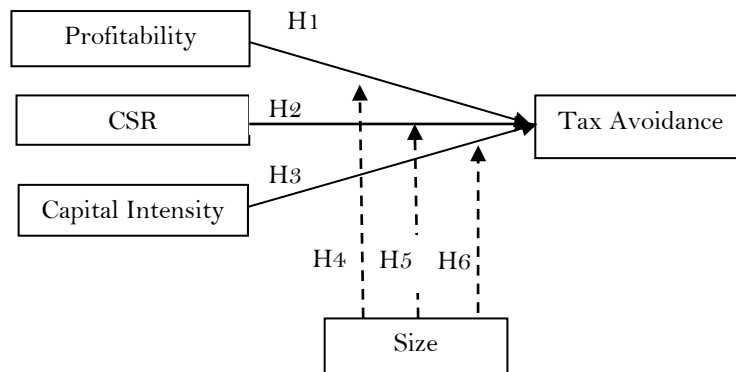 H1
Profitability
H2
CSR
Tax Avoidance
H3
Capital Intensity
H4
H5
H6
Size